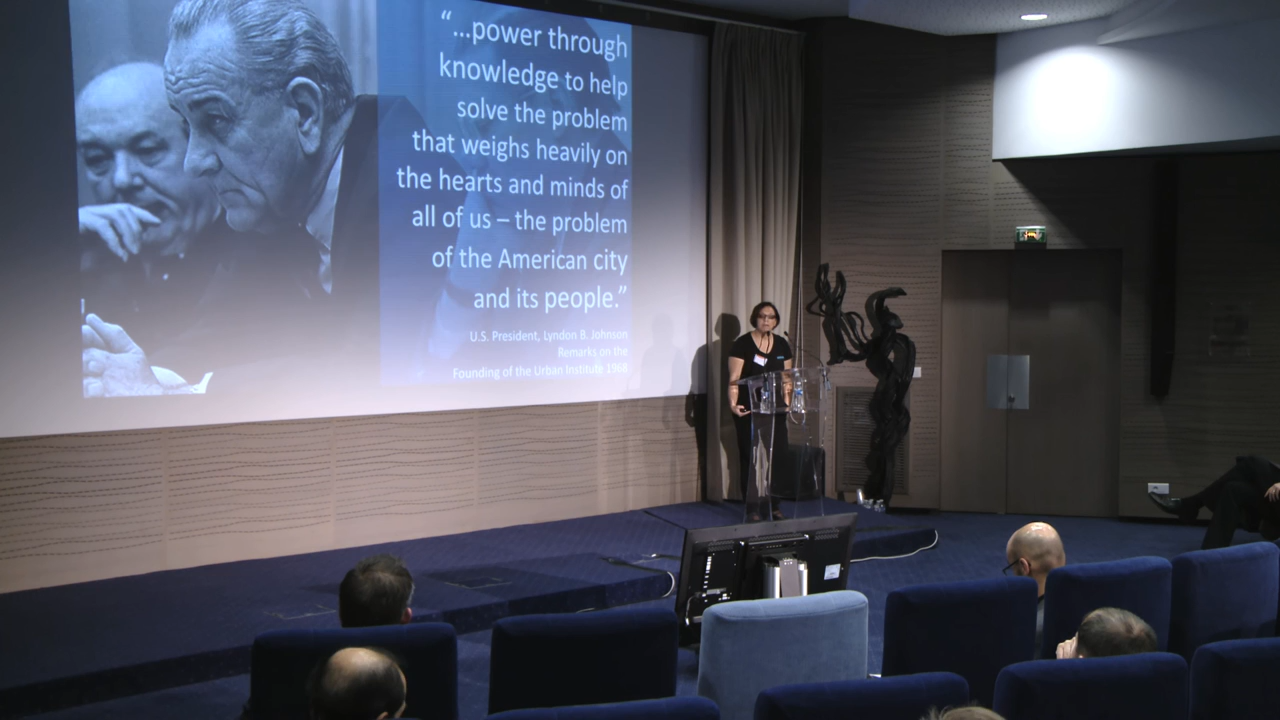 “...power through
knowledge to help
solve the problem
that weighs heavily on
the hearts and minds of
all of us – the problem
of the American city
and its people.”
U.S. President, Lyndon B. Johnson
Remarks on the
Founding of the Urban Institute 1968